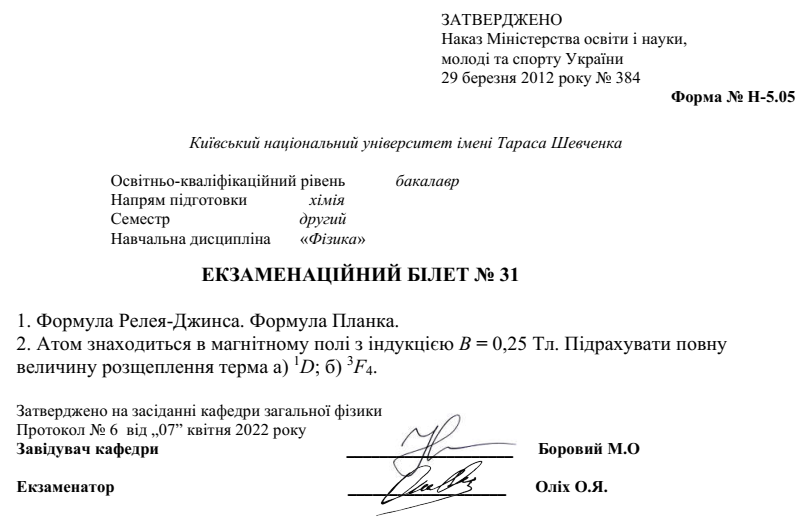 ЗАТВЕРДЖЕНО
Наказ Міністерства освіти і науки,
молоді та спорту України
29 березня 2012 року № 384
Форма № Н-5.05
Київський національний університет імені Тараса Шевченка
Освітньо-кваліфікаційний рівень бакалавр
Напрям підготовки хімія
Семестр другий
Навчальна дисципліна «Фізика»
ЕКЗАМЕНАЦІЙНИЙ БІЛЕТ № 31
1. Формула Релея-Джинса. Формула Планка.
2. Атом знаходиться в магнітному полі з індукцією B = 0,25 Тл. Підрахувати повну
величину розщеплення терма а) ¹D; б) ³F₄.
Затверджено на засіданні кафедри загальної фізики
Протокол № 6 від „07” квітня 2022 року
Завідувач кафедри Боровий М.О
Екзаменатор Оліх О.Я.